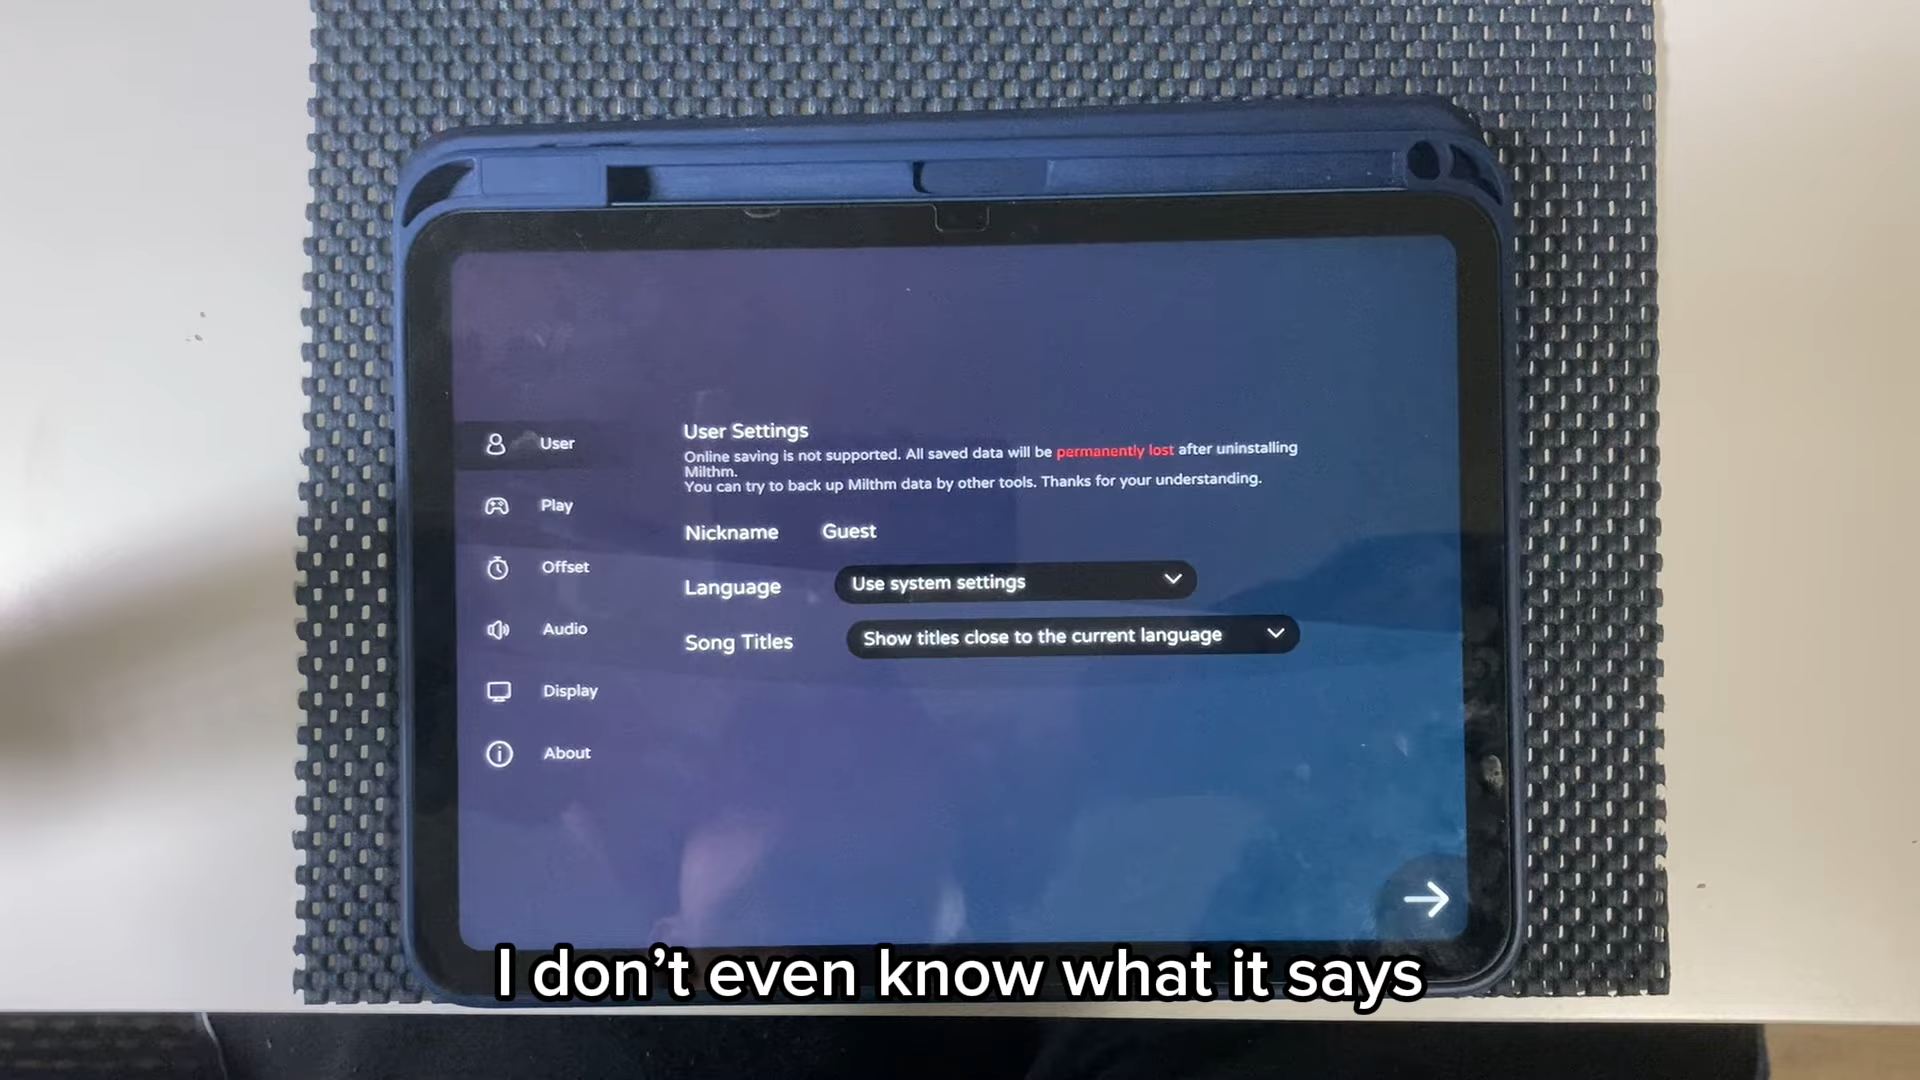 User Settings
Online saving is not supported. All saved data will be permanently lost after uninstalling
Milthm.
You can try to back up Milthm data by other tools. Thanks for your understanding.
User
Play
Offset
Audio
Display
About
Nickname Guest
Language Use system settings
Song Titles Show titles close to the current language
I don't even know what it says